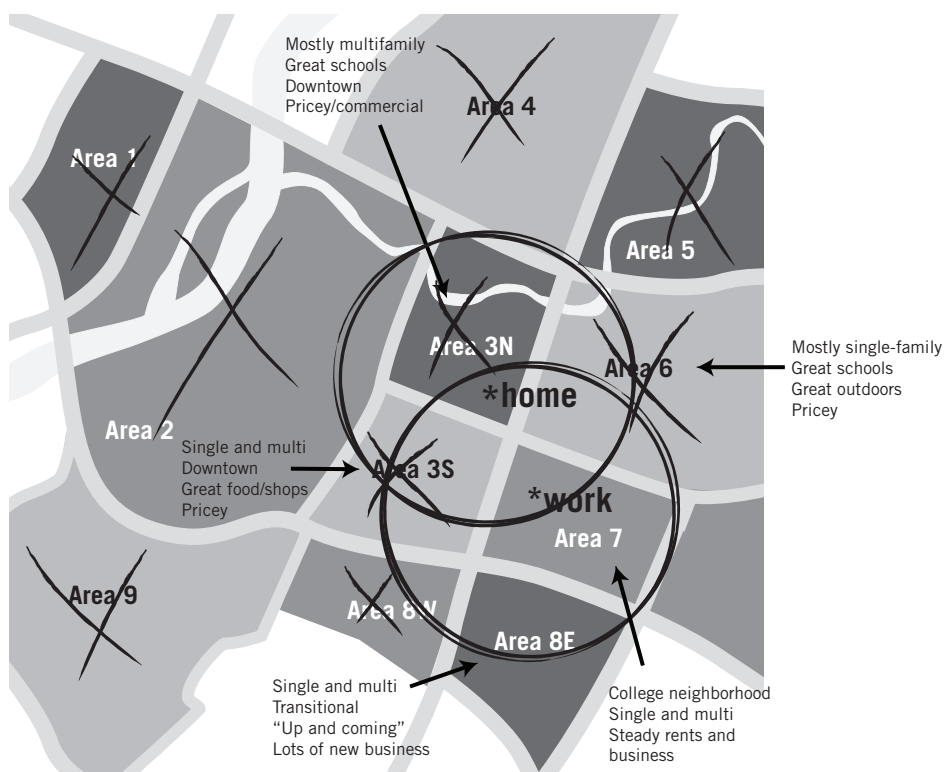 Mostly multifamily
Great schools
Downtown
Pricey/commercial
Area 4
Area 1
Area 5
Area 3N
Area 6
Mostly single-family
Great schools
Great outdoors
Pricey
*home
Area 2
Single and multi
Downtown
Great food/shops
Pricey
Area 3S
*work
Area 7
Area 9
Area 8W
Area 8E
Single and multi
Transitional
“Up and coming”
Lots of new business
College neighborhood
Single and multi
Steady rents and
business